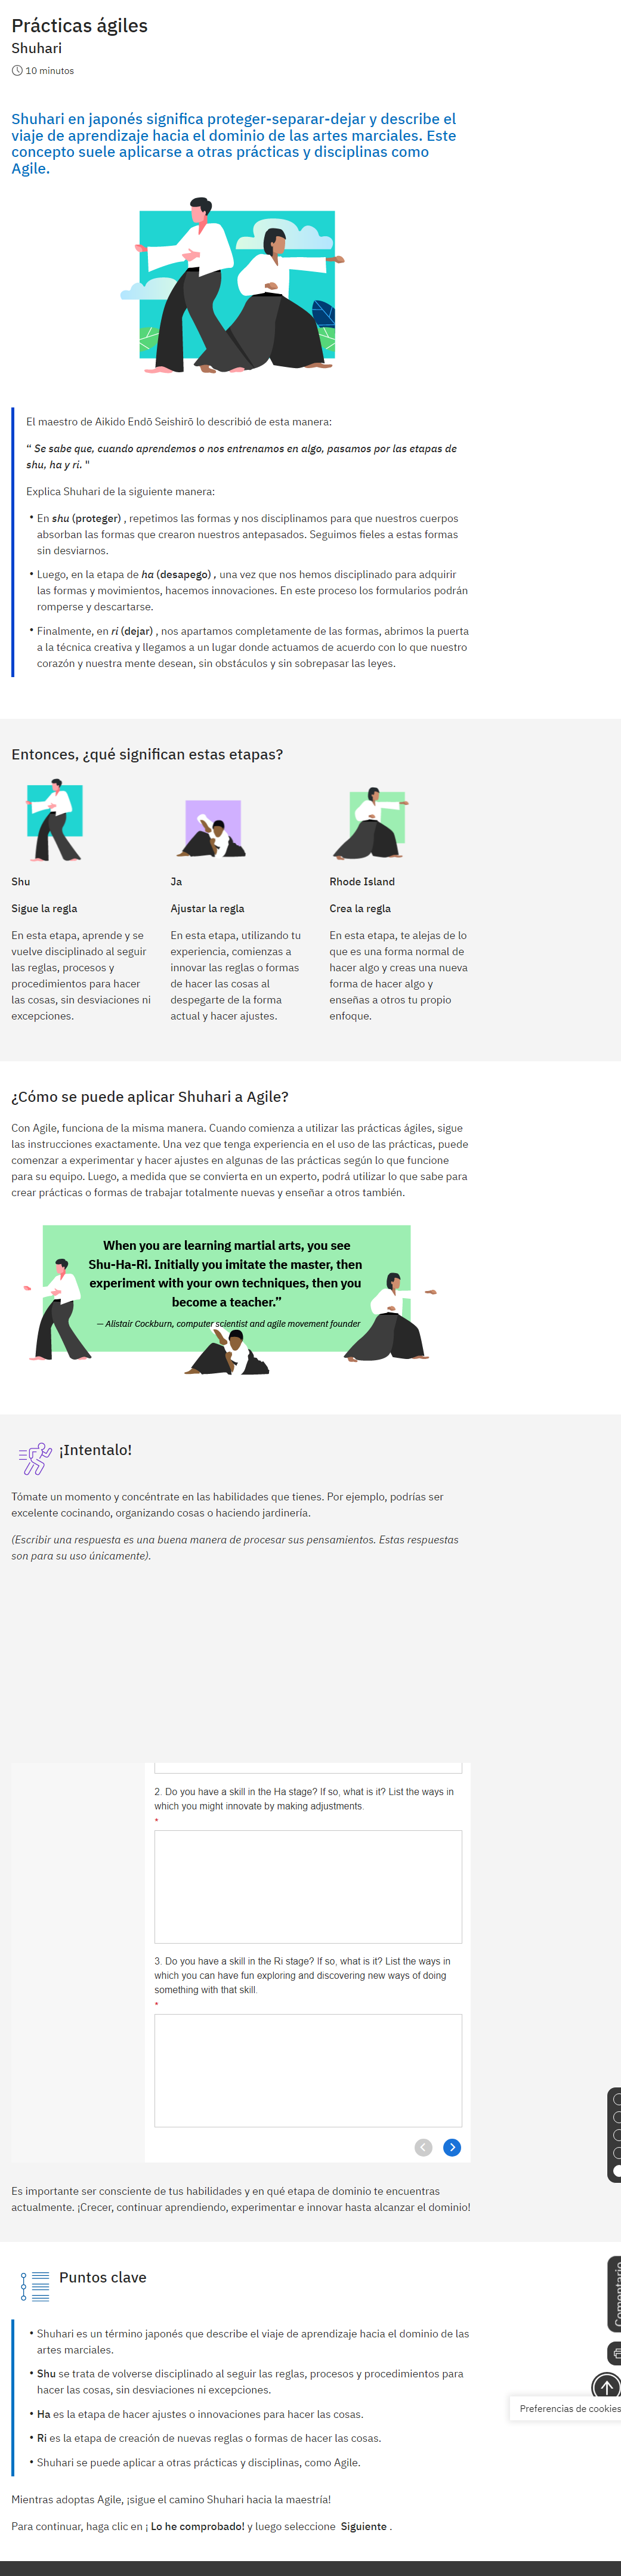 Prácticas ágiles
Shuhari
10 minutos
Shuhari en japonés significa proteger-separar-dejar y describe el
viaje de aprendizaje hacia el dominio de las artes marciales. Este
concepto suele aplicarse a otras prácticas y disciplinas como
Agile.
El maestro de Aikido Endō Seishirō lo describió de esta manera:
“ Se sabe que, cuando aprendemos o nos entrenamos en algo, pasamos por las etapas de
shu, ha y ri. "
Explica Shuhari de la siguiente manera:
• En shu (proteger) , repetimos las formas y nos disciplinamos para que nuestros cuerpos
absorban las formas que crearon nuestros antepasados. Seguimos fieles a estas formas
sin desviarnos.
• Luego, en la etapa de ha (desapego) , una vez que nos hemos disciplinado para adquirir
las formas y movimientos, hacemos innovaciones. En este proceso los formularios podrán
romperse y descartarse.
• Finalmente, en ri (dejar) , nos apartamos completamente de las formas, abrimos la puerta
a la técnica creativa y llegamos a un lugar donde actuamos de acuerdo con lo que nuestro
corazón y nuestra mente desean, sin obstáculos y sin sobrepasar las leyes.
Entonces, ¿qué significan estas etapas?
Shu
Sigue la regla
En esta etapa, aprende y se
vuelve disciplinado al seguir
las reglas, procesos y
procedimientos para hacer
las cosas, sin desviaciones ni
excepciones.
Ja
Ajustar la regla
En esta etapa, utilizando tu
experiencia, comienzas a
innovar las reglas o formas
de hacer las cosas al
despegarte de la forma
actual y hacer ajustes.
Rhode Island
Crea la regla
En esta etapa, te alejas de lo
que es una forma normal de
hacer algo y creas una nueva
forma de hacer algo y
enseñas a otros tu propio
enfoque.
¿Cómo se puede aplicar Shuhari a Agile?
Con Agile, funciona de la misma manera. Cuando comienza a utilizar las prácticas ágiles, sigue
las instrucciones exactamente. Una vez que tenga experiencia en el uso de las prácticas, puede
comenzar a experimentar y hacer ajustes en algunas de las prácticas según lo que funcione
para su equipo. Luego, a medida que se convierta en un experto, podrá utilizar lo que sabe para
crear prácticas o formas de trabajar totalmente nuevas y enseñar a otros también.
When you are learning martial arts, you see
Shu-Ha-Ri. Initially you imitate the master, then
experiment with your own techniques, then you
become a teacher.”
— Alistair Cockburn, computer scientist and agile movement founder
¡Intentalo!
Tómate un momento y concéntrate en las habilidades que tienes. Por ejemplo, podrías ser
excelente cocinando, organizando cosas o haciendo jardinería.
(Escribir una respuesta es una buena manera de procesar sus pensamientos. Estas respuestas
son para su uso únicamente).
2. Do you have a skill in the Ha stage? If so, what is it? List the ways in
which you might innovate by making adjustments.
*
3. Do you have a skill in the Ri stage? If so, what is it? List the ways in
which you can have fun exploring and discovering new ways of doing
something with that skill.
*
Es importante ser consciente de tus habilidades y en qué etapa de dominio te encuentras
actualmente. ¡Crecer, continuar aprendiendo, experimentar e innovar hasta alcanzar el dominio!
Puntos clave
Comentario
• Shuhari es un término japonés que describe el viaje de aprendizaje hacia el dominio de las
artes marciales.
• Shu se trata de volverse disciplinado al seguir las reglas, procesos y procedimientos para
hacer las cosas, sin desviaciones ni excepciones.
Preferencias de cookies
• Ha es la etapa de hacer ajustes o innovaciones para hacer las cosas.
• Ri es la etapa de creación de nuevas reglas o formas de hacer las cosas.
• Shuhari se puede aplicar a otras prácticas y disciplinas, como Agile.
Mientras adoptas Agile, ¡sigue el camino Shuhari hacia la maestría!
Para continuar, haga clic en ¡ Lo he comprobado! y luego seleccione Siguiente .